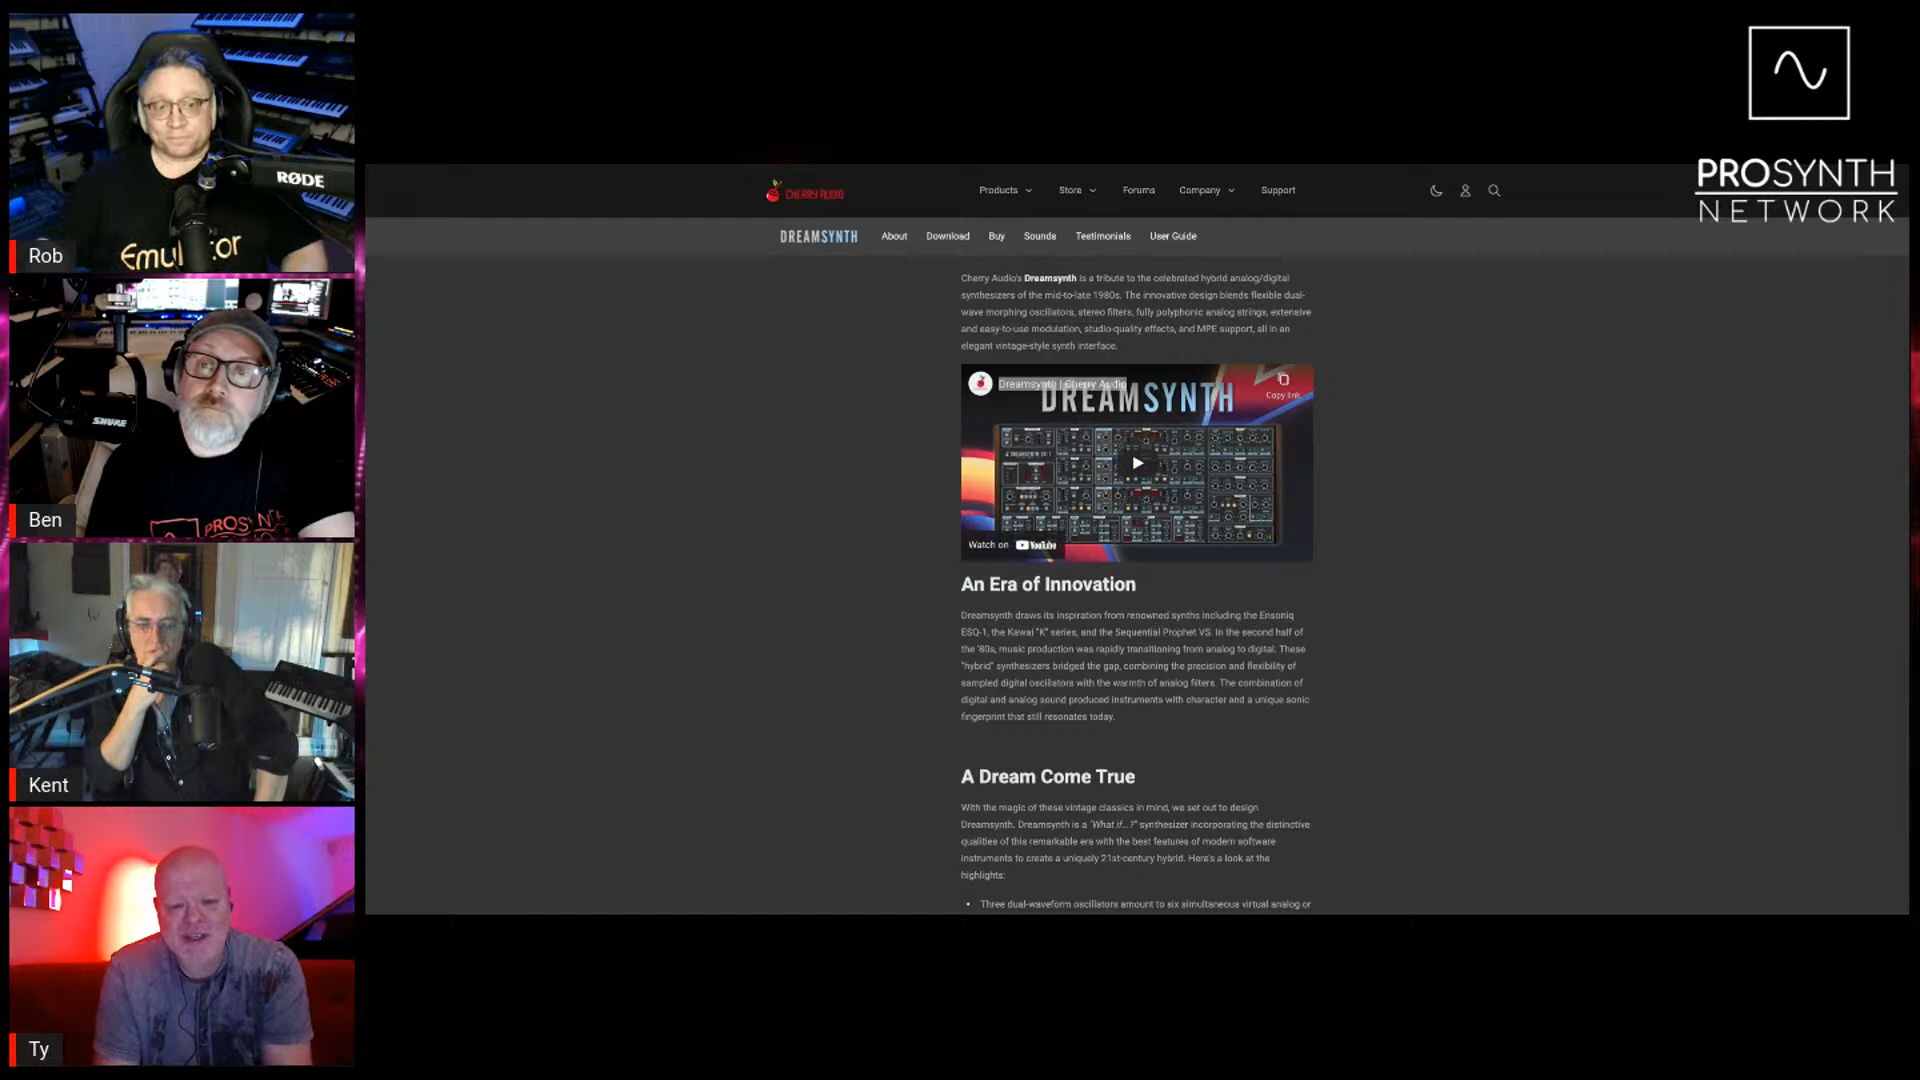 RØDE
Emulator
Rob
SHURE
PROSYNTH
Ben
Kent
Ty
CHERRY AUDIO
Products
Store
Forums
Company
Support
DREAMSYNTH
About
Download
Buy
Sounds
Testimonials
User Guide
Cherry Audio's Dreamsynth is a tribute to the celebrated hybrid analog/digital
synthesizers of the mid-to-late 1980s. The innovative design blends flexible dual-
wave morphing oscillators, stereo filters, fully polyphonic analog strings, extensive
and easy-to-use modulation, studio-quality effects, and MPE support, all in an
elegant vintage-style synth interface.
Dreamsynth | Cherry Audio
Copy link
DREAMSYNTH
Watch on YouTube
An Era of Innovation
Dreamsynth draws its inspiration from renowned synths including the Ensoniq
ESQ-1, the Kawai "K" series, and the Sequential Prophet VS. In the second half of
the '80s, music production was rapidly transitioning from analog to digital. These
"hybrid" synthesizers bridged the gap, combining the precision and flexibility of
sampled digital oscillators with the warmth of analog filters. The combination of
digital and analog sound produced instruments with character and a unique sonic
fingerprint that still resonates today.
A Dream Come True
With the magic of these vintage classics in mind, we set out to design
Dreamsynth. Dreamsynth is a "What if...?" synthesizer incorporating the distinctive
qualities of this remarkable era with the best features of modern software
instruments to create a uniquely 21st-century hybrid. Here's a look at the
highlights:
• Three dual-waveform oscillators amount to six simultaneous virtual analog or
PROSYNTH
NETWORK